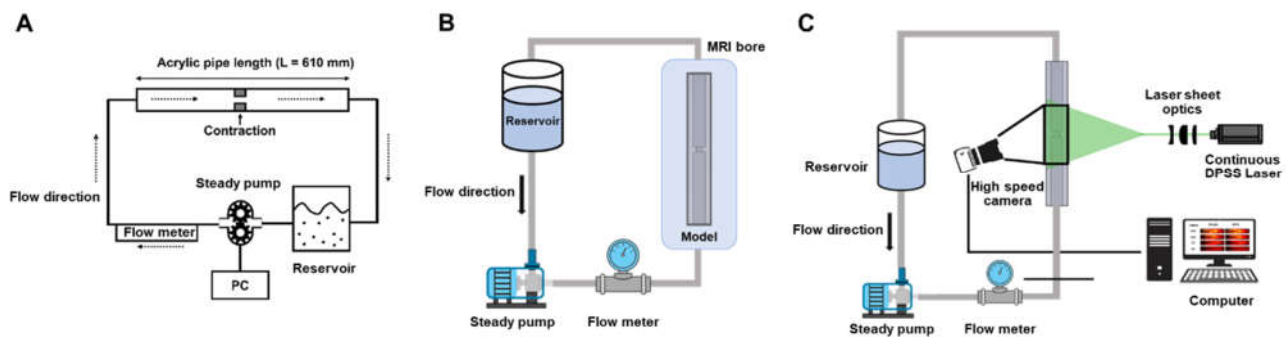 A
Acrylic pipe length (L = 610 mm)
Contraction
Flow direction
Steady pump
Flow meter
Reservoir
PC
B
MRI bore
Reservoir
Flow direction
Model
Steady pump
Flow meter
C
Laser sheet
optics
Reservoir
Continuous
DPSS Laser
High speed
camera
Flow direction
Computer
Steady pump
Flow meter